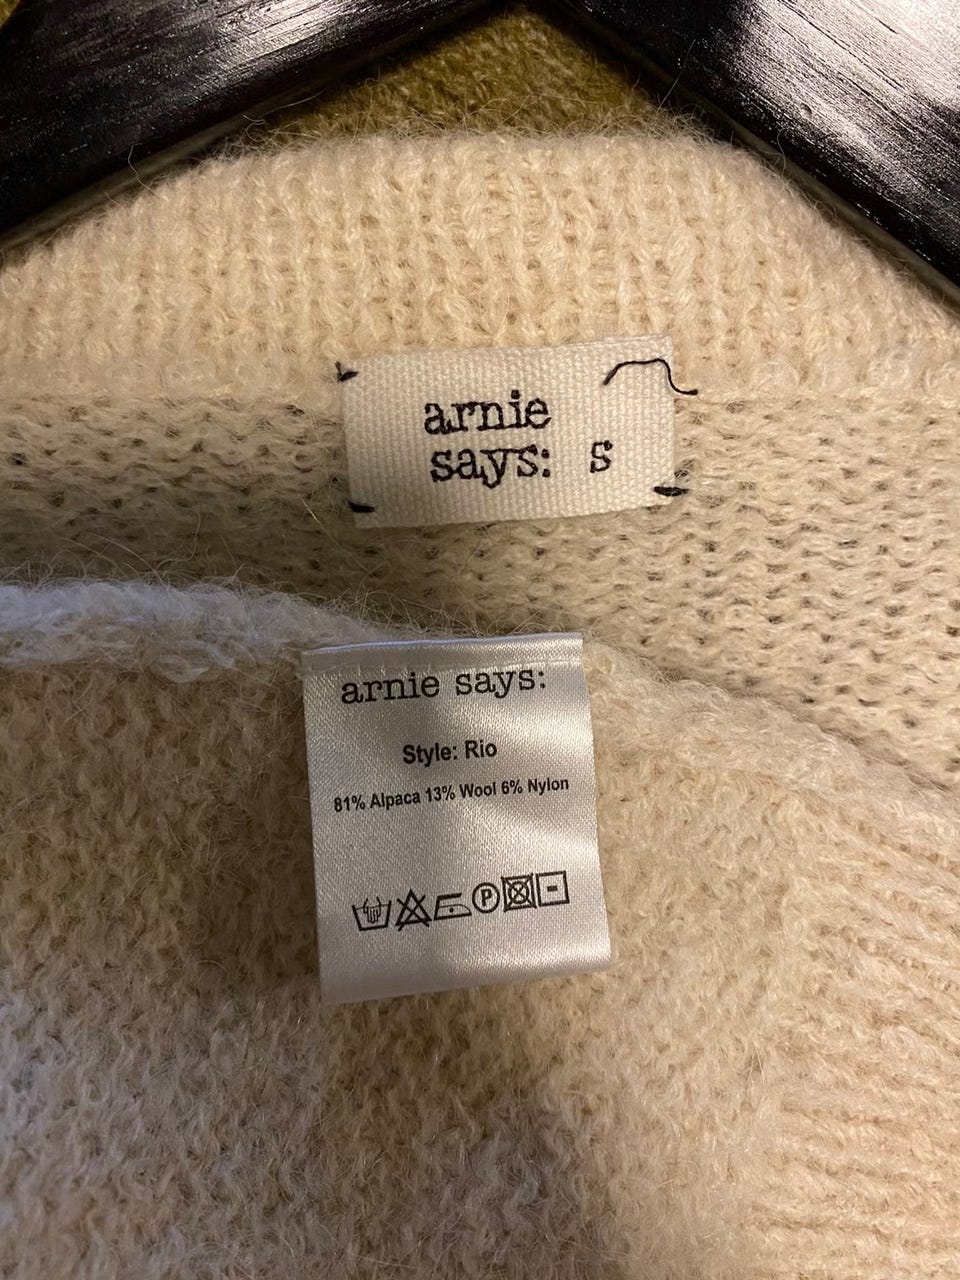 arnie
says: S
arnie says:
Style: Rio
81% Alpaca 13% Wool 6% Nylon
P